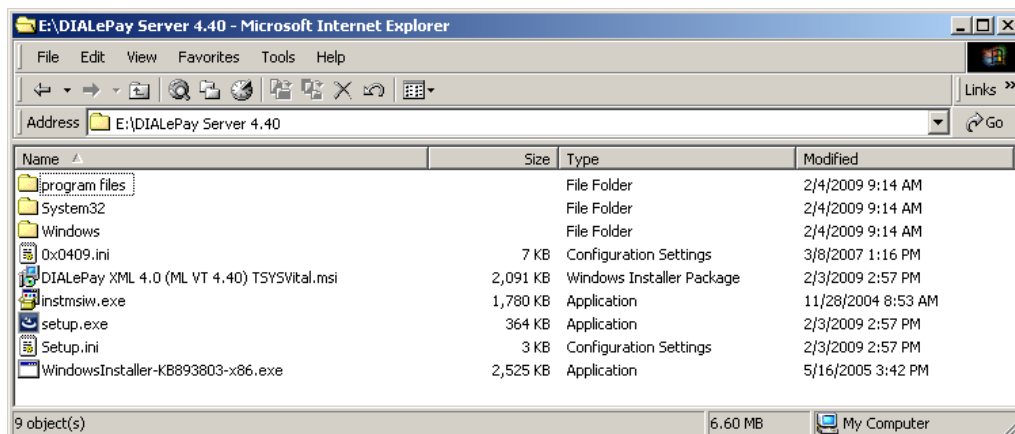 E:\DIALePay Server 4.40 - Microsoft Internet Explorer
File Edit View Favorites Tools Help
Links »
Address E:\DIALePay Server 4.40 Go
Name Size Type Modified
program files File Folder 2/4/2009 9:14 AM
System32 File Folder 2/4/2009 9:14 AM
Windows File Folder 2/4/2009 9:14 AM
0x0409.ini 7 KB Configuration Settings 3/8/2007 1:16 PM
DIALePay XML 4.0 (ML VT 4.40) TSYSVital.msi 2,091 KB Windows Installer Package 2/3/2009 2:57 PM
instmsiw.exe 1,780 KB Application 11/28/2004 8:53 AM
setup.exe 364 KB Application 2/3/2009 2:57 PM
Setup.ini 3 KB Configuration Settings 2/3/2009 2:57 PM
WindowsInstaller-KB893803-x86.exe 2,525 KB Application 5/16/2005 3:42 PM
9 object(s) 6.60 MB My Computer